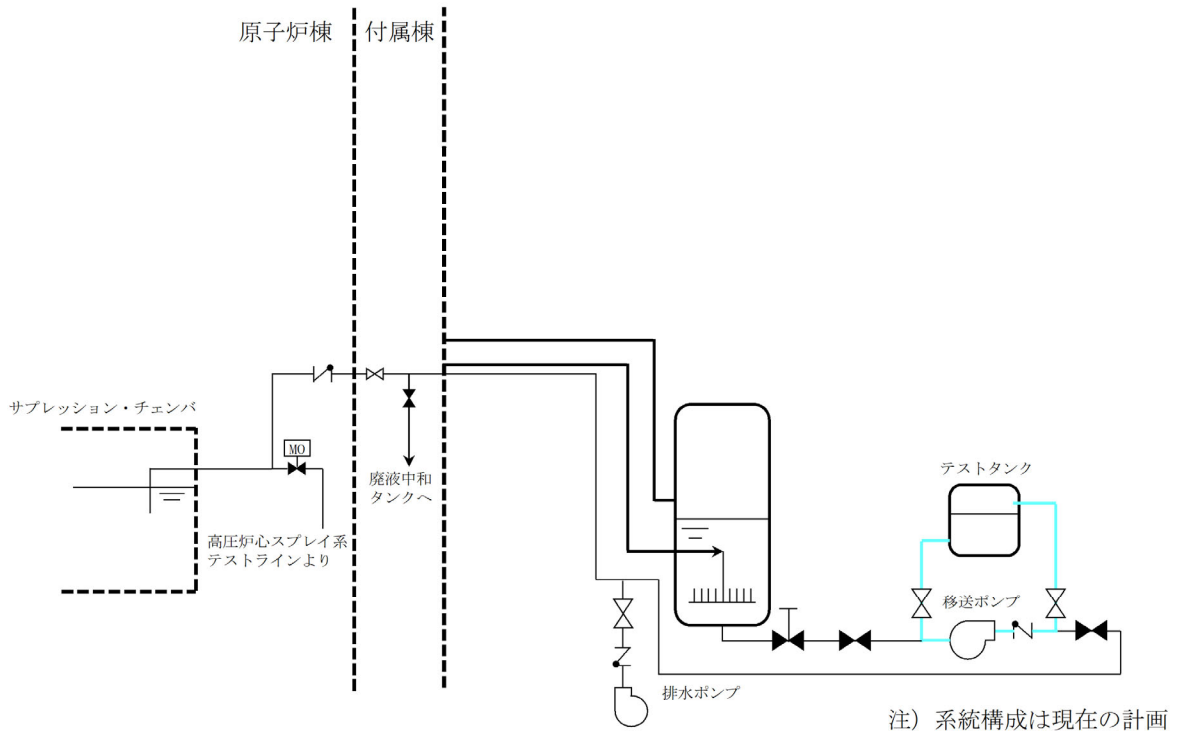 原子炉棟
付属棟
サプレッション・チェンバ
MO
廃液中和
タンクへ
高圧炉心スプレイ系
テストラインより
テストタンク
移送ポンプ
排水ポンプ
注）系統構成は現在の計画